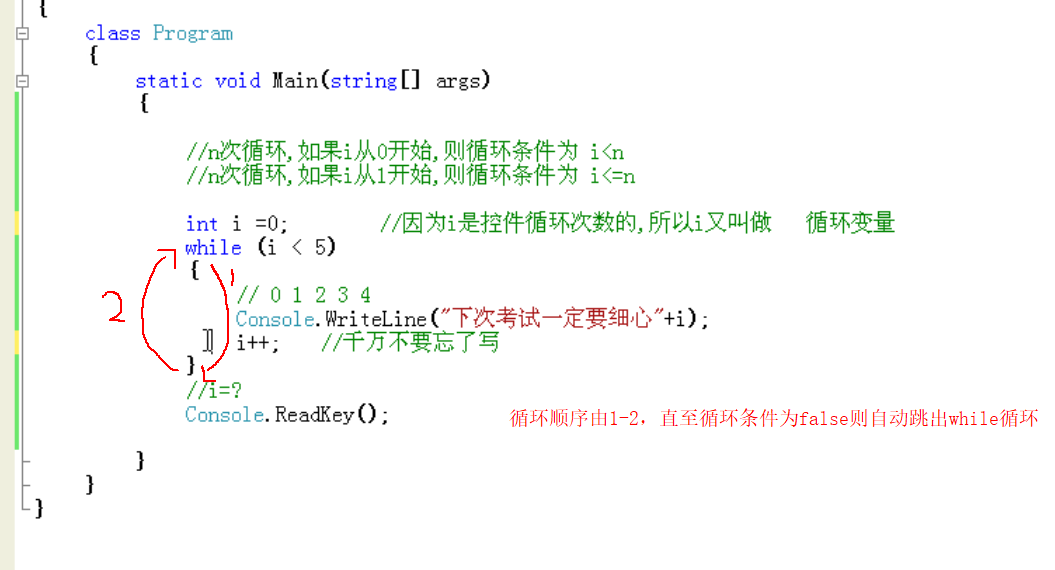 {
class Program
{
static void Main(string[] args)
{
//n次循环,如果i从0开始,则循环条件为 i<n
//n次循环,如果i从1开始,则循环条件为 i<=n
int i =0; //因为i是控件循环次数的,所以i又叫做 循环变量
while (i < 5)
{
1
// 0 1 2 3 4
2
Console.WriteLine("下次考试一定要细心"+i);
i++; //千万不要忘了写
}
//i=?
Console.ReadKey();
循环顺序由1-2，直至循环条件为false则自动跳出while循环
}
}
}